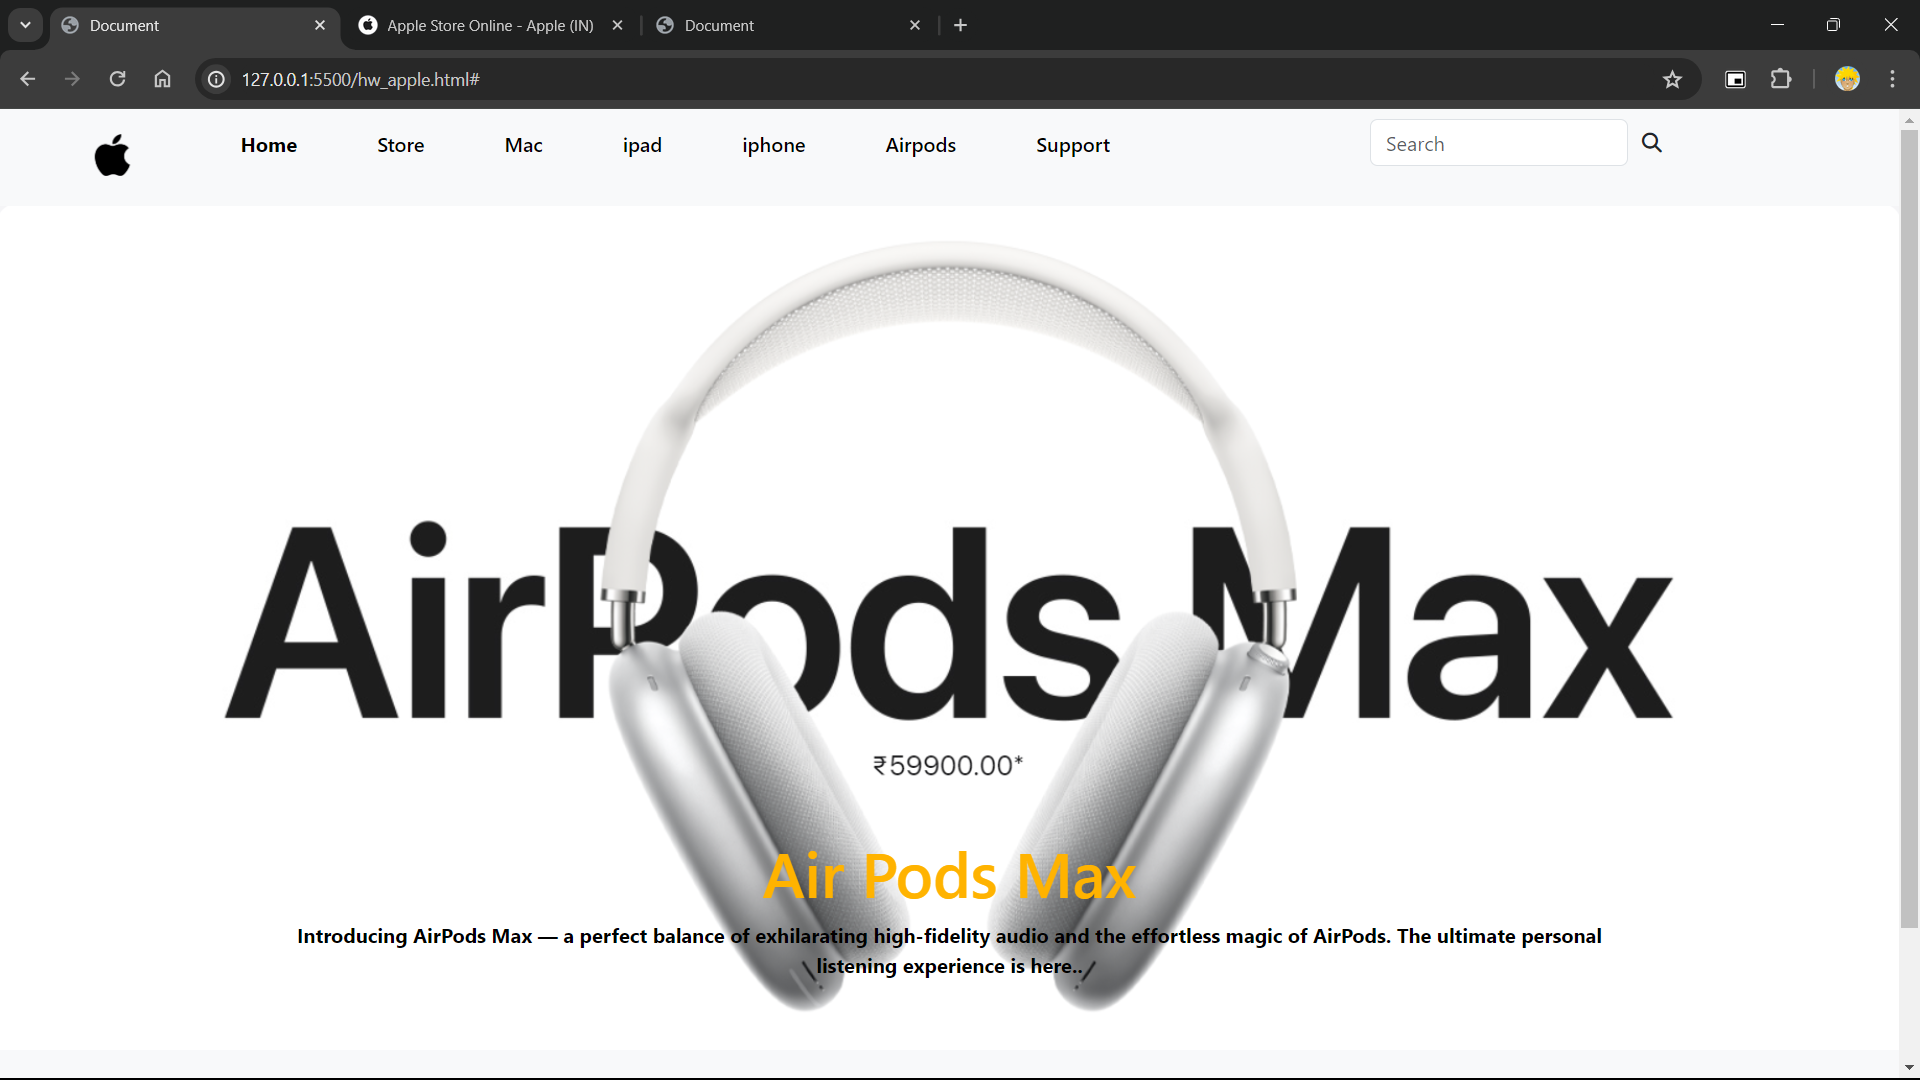 Document
Apple Store Online - Apple (IN)
Document
127.0.0.1:5500/hw_apple.html#
Home Store Mac ipad iphone Airpods Support
Search
AirPods Max
₹59900.00*
Air Pods Max
Introducing AirPods Max — a perfect balance of exhilarating high-fidelity audio and the effortless magic of AirPods. The ultimate personal
listening experience is here..